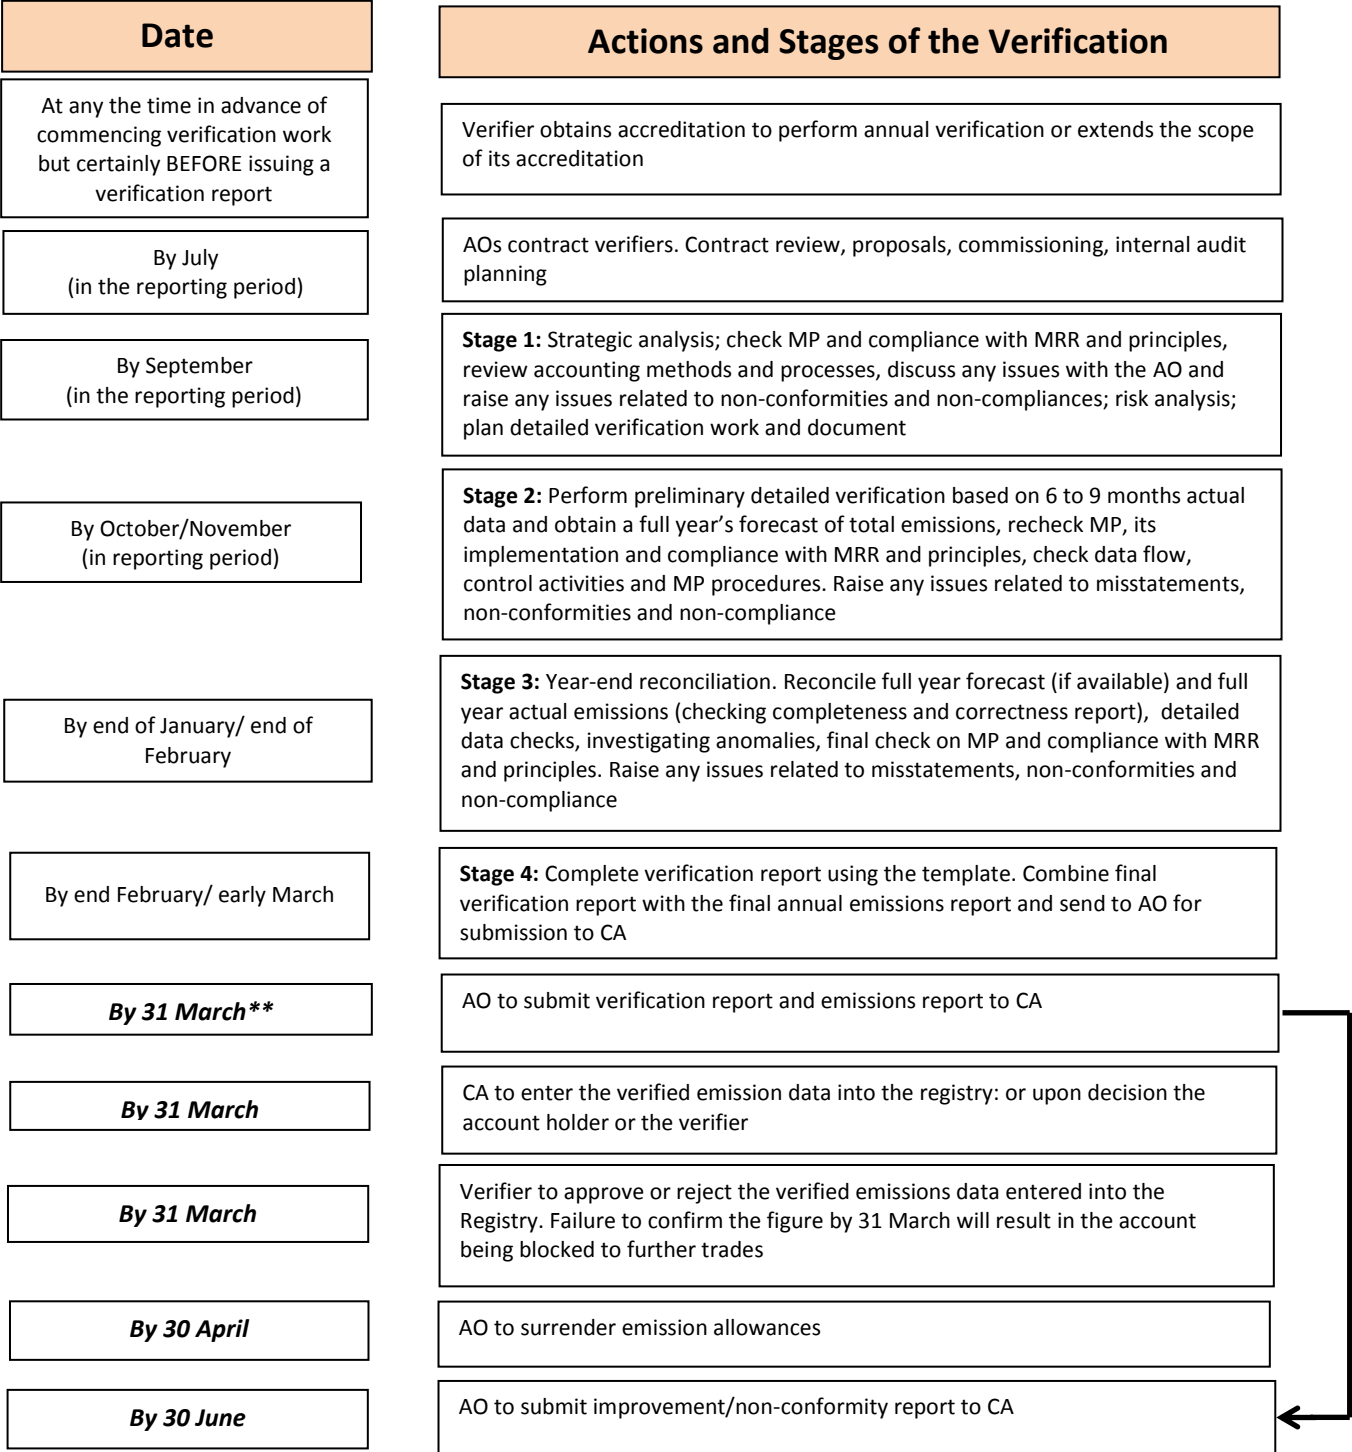 Date
Actions and Stages of the Verification
At any the time in advance of
commencing verification work
but certainly BEFORE issuing a
verification report
Verifier obtains accreditation to perform annual verification or extends the scope
of its accreditation
By July
(in the reporting period)
AOs contract verifiers. Contract review, proposals, commissioning, internal audit
planning
By September
(in the reporting period)
Stage 1: Strategic analysis; check MP and compliance with MRR and principles,
review accounting methods and processes, discuss any issues with the AO and
raise any issues related to non-conformities and non-compliances; risk analysis;
plan detailed verification work and document
By October/November
(in reporting period)
Stage 2: Perform preliminary detailed verification based on 6 to 9 months actual
data and obtain a full year’s forecast of total emissions, recheck MP, its
implementation and compliance with MRR and principles, check data flow,
control activities and MP procedures. Raise any issues related to misstatements,
non-conformities and non-compliance
By end of January/ end of
February
Stage 3: Year-end reconciliation. Reconcile full year forecast (if available) and full
year actual emissions (checking completeness and correctness report), detailed
data checks, investigating anomalies, final check on MP and compliance with MRR
and principles. Raise any issues related to misstatements, non-conformities and
non-compliance
By end February/ early March
Stage 4: Complete verification report using the template. Combine final
verification report with the final annual emissions report and send to AO for
submission to CA
By 31 March**
AO to submit verification report and emissions report to CA
By 31 March
CA to enter the verified emission data into the registry: or upon decision the
account holder or the verifier
By 31 March
Verifier to approve or reject the verified emissions data entered into the
Registry. Failure to confirm the figure by 31 March will result in the account
being blocked to further trades
By 30 April
AO to surrender emission allowances
By 30 June
AO to submit improvement/non-conformity report to CA